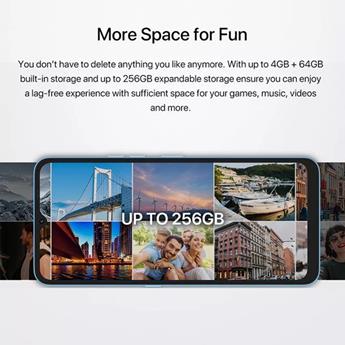 More Space for Fun
You don't have to delete anything you like anymore. With up to 4GB + 64GB
built-in storage and up to 256GB expandable storage ensure you can enjoy
a lag-free experience with sufficient space for your games, music, videos
and more.
UP TO 256GB